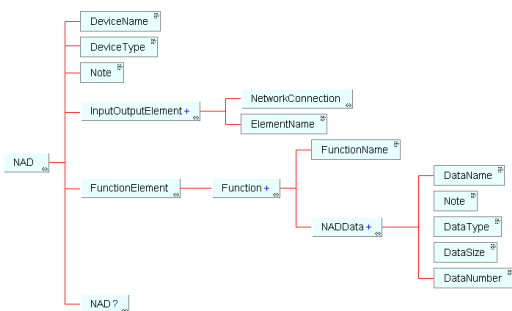 DeviceName
DeviceType
Note
InputOutputElement +
NetworkConnection
ElementName
NAD
FunctionElement
Function +
FunctionName
NADData +
DataName
Note
DataType
DataSize
DataNumber
NAD ?